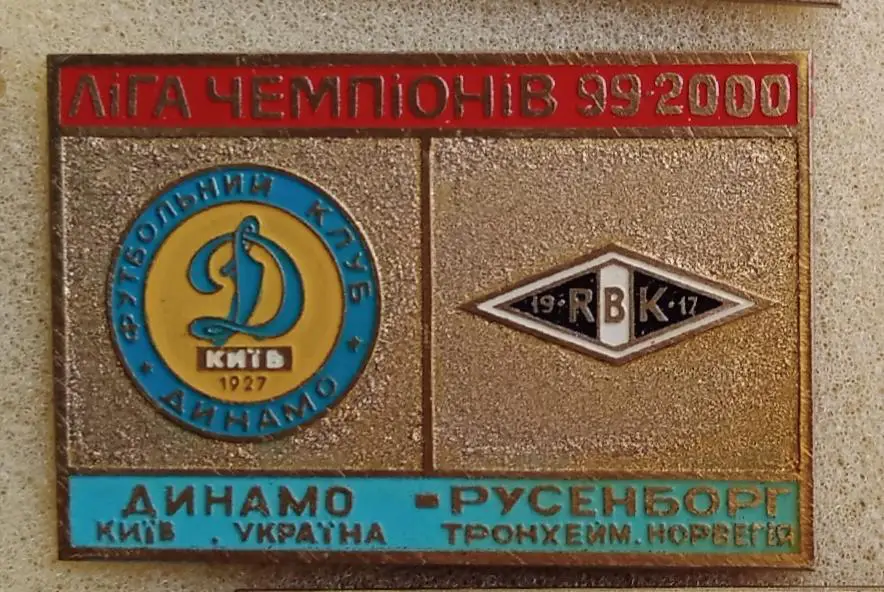 ЛіГА ЧЕМПіОНіВ 99-2000
ФУТБОЛЬНИЙ КЛУБ
ДИНАМО
КИЇВ
1927
19·RBK·17
ДИНАМО - РУСЕНБОРГ
КИЇВ . УКРАЇНА ТРОНХЕЙМ. НОРВЕГіЯ